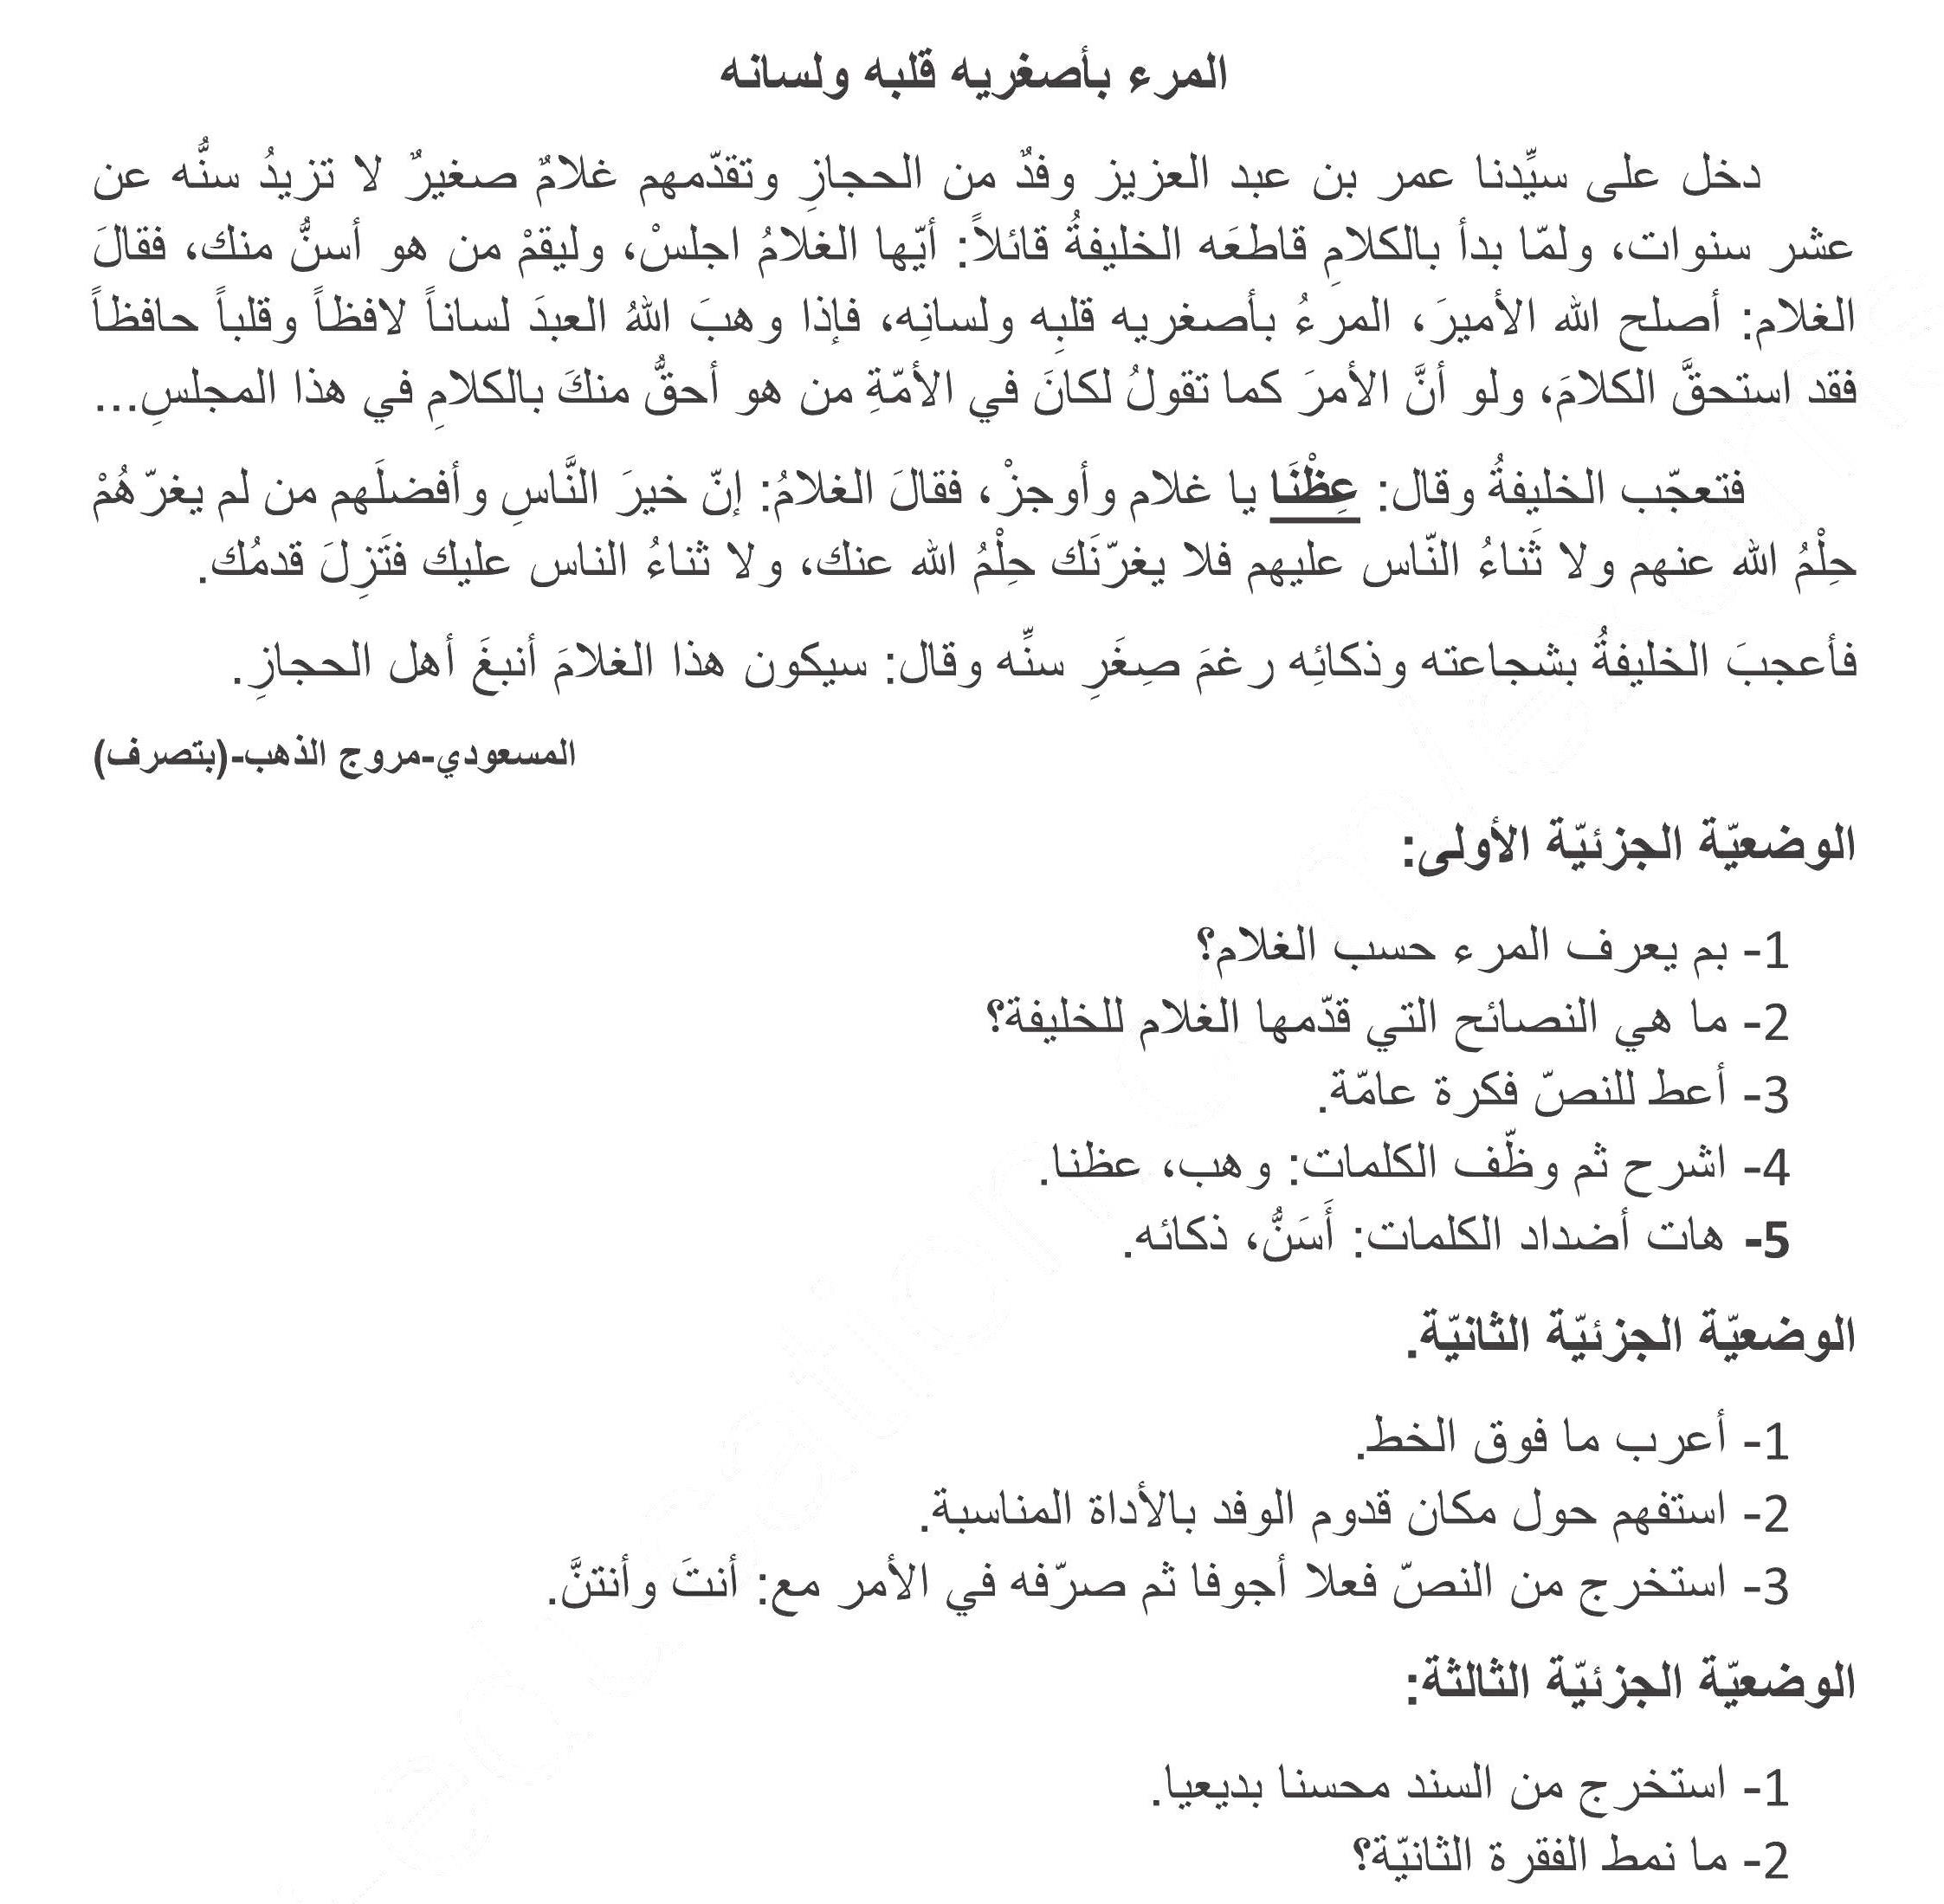 المرء بأصغريه قلبه ولسانه
دخل على سيِّدنا عمر بن عبد العزيز وفدٌ من الحجازِ وتقدّمهم غلامٌ صغيرٌ لا تزيدُ سنُّه عن
عشر سنوات، ولمّا بدأ بالكلامِ قاطعَه الخليفةُ قائلاً: أيّها الغلامُ اجلسْ، وليقمْ من هو أسنُّ منك، فقالَ
الغلام: أصلح الله الأميرَ، المرءُ بأصغريه قلبِه ولسانِه، فإذا وهبَ اللهُ العبدَ لساناً لافظاً وقلباً حافظاً
فقد استحقَّ الكلامَ، ولو أنَّ الأمرَ كما تقولُ لكانَ في الأمّةِ من هو أحقُّ منكَ بالكلامِ في هذا المجلسِ...
فتعجّب الخليفةُ وقال: عِظْنَا يا غلام وأوجزْ، فقالَ الغلامُ: إنّ خيرَ النَّاسِ وأفضلَهم من لم يغرّهُمْ
حِلْمُ الله عنهم ولا ثَناءُ النّاس عليهم فلا يغرّنَك حِلْمُ الله عنك، ولا ثناءُ الناس عليك فتَزِلَ قدمُك.
فأعجبَ الخليفةُ بشجاعته وذكائِه رغمَ صِغَرِ سنِّه وقال: سيكون هذا الغلامَ أنبغَ أهل الحجازِ.
المسعودي-مروج الذهب-(بتصرف)
الوضعيّة الجزئيّة الأولى:
1- بم يعرف المرء حسب الغلام؟
2- ما هي النصائح التي قدّمها الغلام للخليفة؟
3- أعط للنصّ فكرة عامّة.
4- اشرح ثم وظّف الكلمات: وهب، عظنا.
5- هات أضداد الكلمات: أَسَنُّ، ذكائه.
الوضعيّة الجزئيّة الثانيّة.
1- أعرب ما فوق الخط.
2- استفهم حول مكان قدوم الوفد بالأداة المناسبة.
3- استخرج من النصّ فعلا أجوفا ثم صرّفه في الأمر مع: أنتَ وأنتنَّ.
الوضعيّة الجزئيّة الثالثة:
1- استخرج من السند محسنا بديعيا.
2- ما نمط الفقرة الثانيّة؟